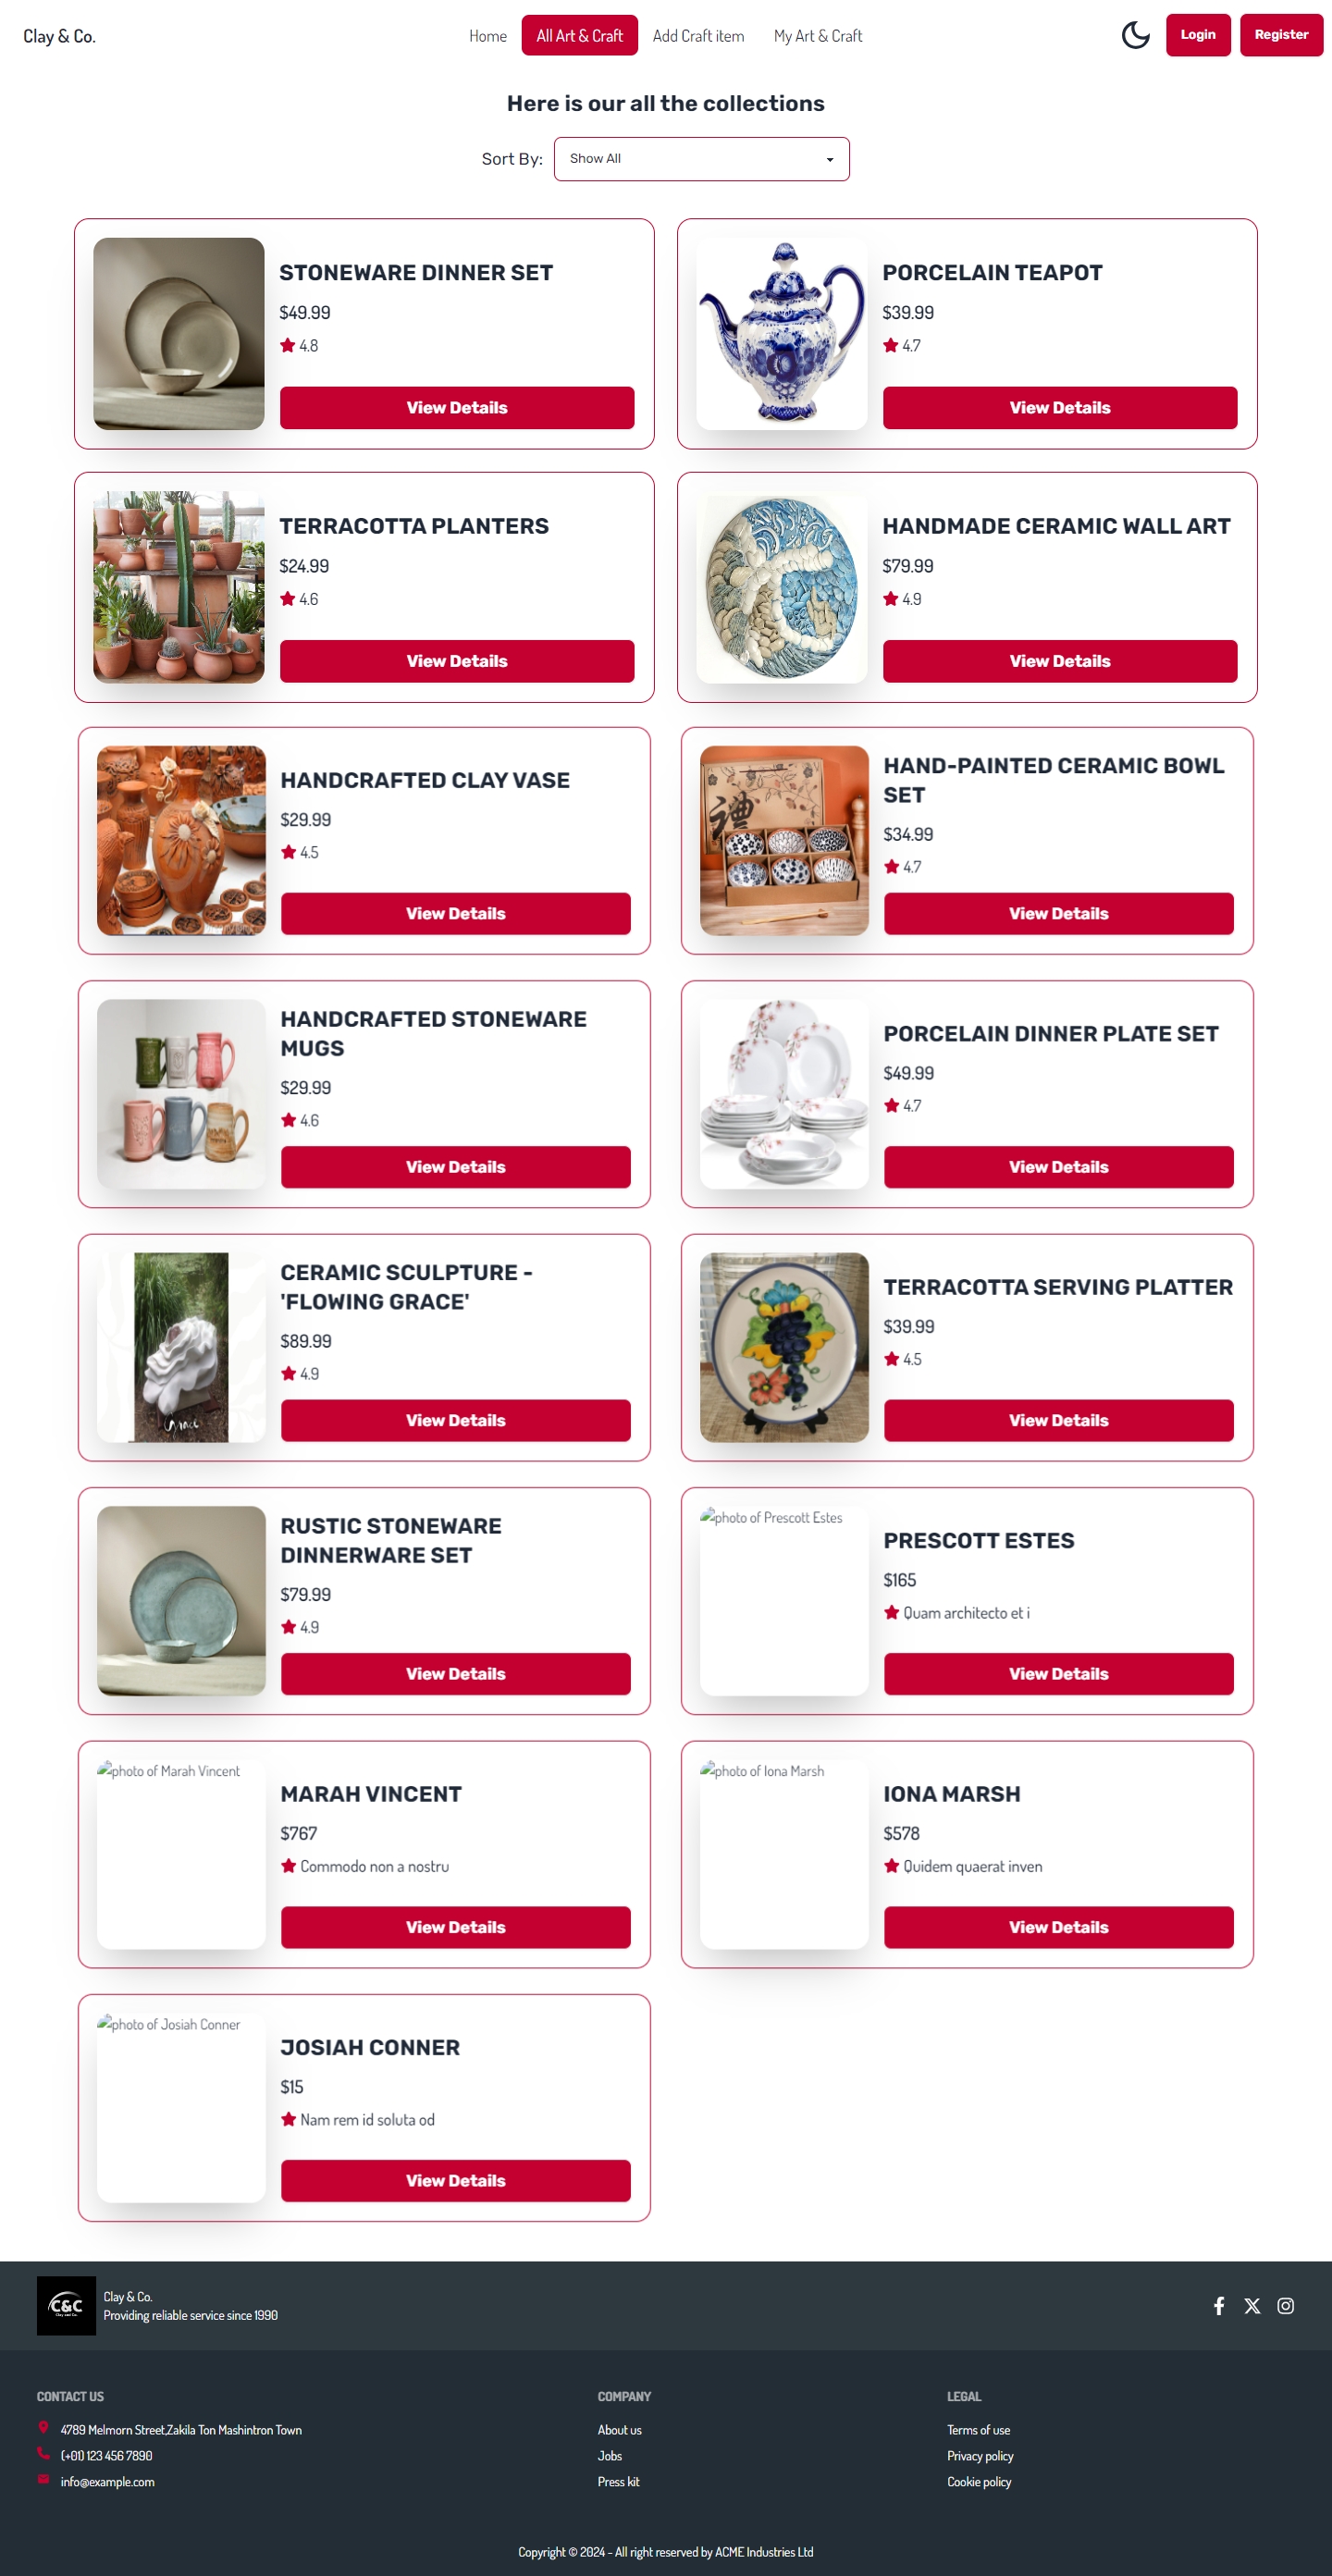 Clay & Co.
Home
All Art & Craft
Add Craft item
My Art & Craft
Login
Register
Here is our all the collections
Sort By:
Show All
STONEWARE DINNER SET
$49.99
4.8
View Details
PORCELAIN TEAPOT
$39.99
4.7
View Details
TERRACOTTA PLANTERS
$24.99
4.6
View Details
HANDMADE CERAMIC WALL ART
$79.99
4.9
View Details
HANDCRAFTED CLAY VASE
$29.99
4.5
View Details
禮
HAND-PAINTED CERAMIC BOWL
SET
$34.99
4.7
View Details
HANDCRAFTED STONEWARE
MUGS
$29.99
4.6
View Details
PORCELAIN DINNER PLATE SET
$49.99
4.7
View Details
Grace
CERAMIC SCULPTURE -
'FLOWING GRACE'
$89.99
4.9
View Details
TERRACOTTA SERVING PLATTER
$39.99
4.5
View Details
RUSTIC STONEWARE
DINNERWARE SET
$79.99
4.9
View Details
photo of Prescott Estes
PRESCOTT ESTES
$165
Quam architecto et i
View Details
photo of Marah Vincent
MARAH VINCENT
$767
Commodo non a nostru
View Details
photo of Iona Marsh
IONA MARSH
$578
Quidem quaerat inven
View Details
photo of Josiah Conner
JOSIAH CONNER
$15
Nam rem id soluta od
View Details
C&C
Clay and Co.
Clay & Co.
Providing reliable service since 1990
CONTACT US
4789 Melmorn Street,Zakila Ton Mashintron Town
(+01) 123 456 7890
info@example.com
COMPANY
About us
Jobs
Press kit
LEGAL
Terms of use
Privacy policy
Cookie policy
Copyright © 2024 - All right reserved by ACME Industries Ltd